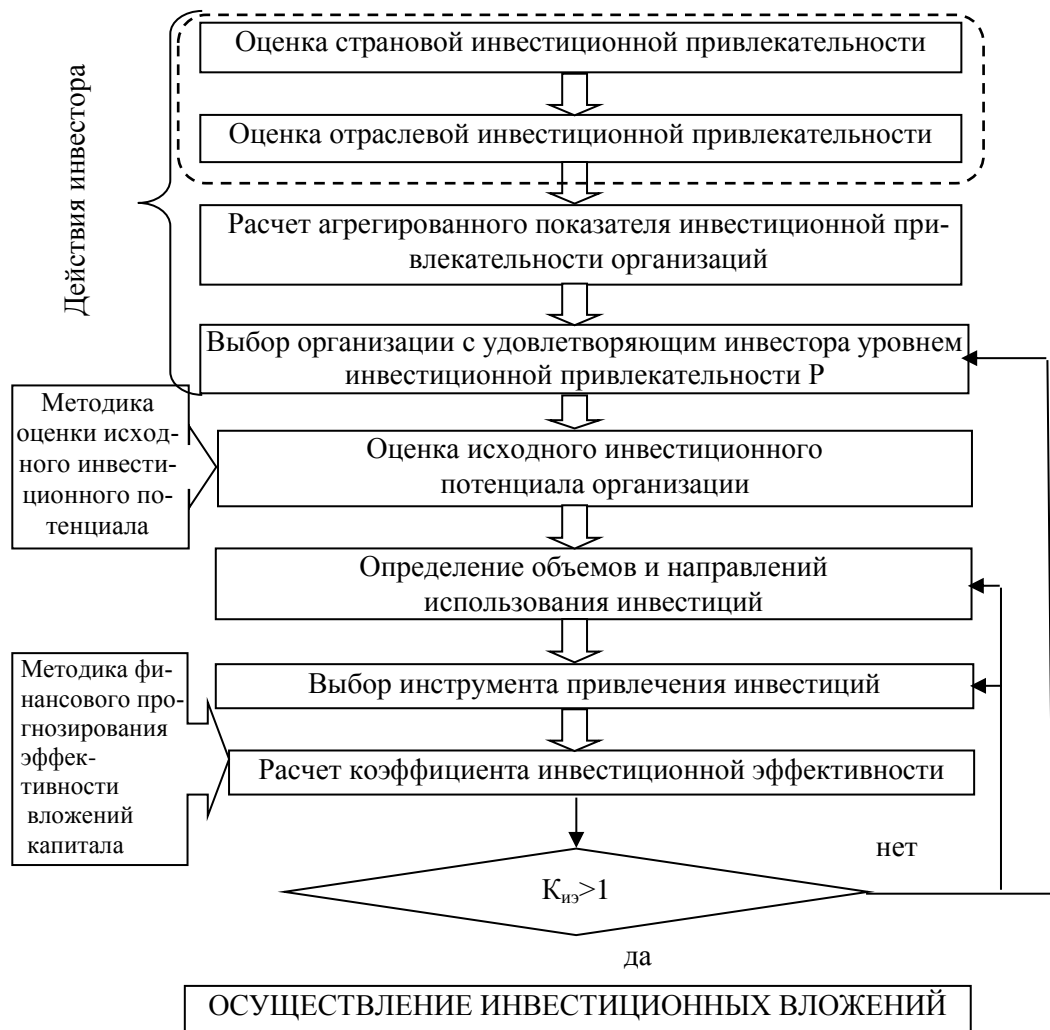 Действия инвестора
Оценка страновой инвестиционной привлекательности
Оценка отраслевой инвестиционной привлекательности
Расчет агрегированного показателя инвестиционной при-
влекательности организаций
Выбор организации с удовлетворяющим инвестора уровнем
инвестиционной привлекательности P
Методика
оценки исход-
ного инвести-
ционного по-
тенциала
Оценка исходного инвестиционного
потенциала организации
Определение объемов и направлений
использования инвестиций
Методика фи-
нансового про-
гнозирования
эффек-
тивности
вложений
капитала
Выбор инструмента привлечения инвестиций
Расчет коэффициента инвестиционной эффективности
нет
Киэ>1
да
ОСУЩЕСТВЛЕНИЕ ИНВЕСТИЦИОННЫХ ВЛОЖЕНИЙ